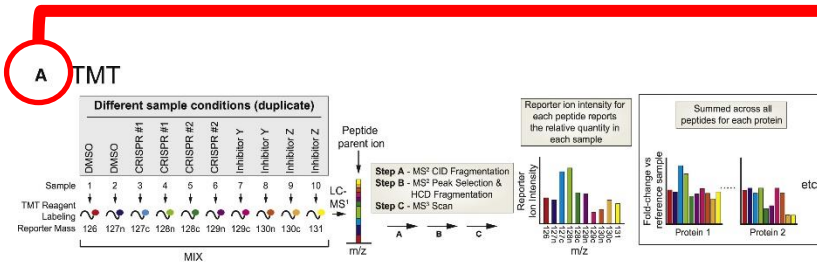 A TMT
Different sample conditions (duplicate)
DMSO
DMSO
CRISPR #1
CRISPR #1
CRISPR #2
CRISPR #2
Inhibitor Y
Inhibitor Y
Inhibitor Z
Inhibitor Z
Sample 1 2 3 4 5 6 7 8 9 10
TMT Reagent
Labeling
Reporter Mass 126 127n 127c 128n 128c 129n 129c 130n 130c 131
MIX
LC-
MS¹
Peptide
parent ion
m/z
Step A - MS² CID Fragmentation
Step B - MS² Peak Selection &
HCD Fragmentation
Step C - MS³ Scan
A B C
Reporter ion intensity for
each peptide reports
the relative quantity in
each sample
Reporter
Ion Intensity
126
127n
127c
128n
128c
129n
129c
130n
130c
131
m/z
Summed across all
peptides for each protein
Fold-change vs
reference sample
Protein 1 ..... Protein 2
etc